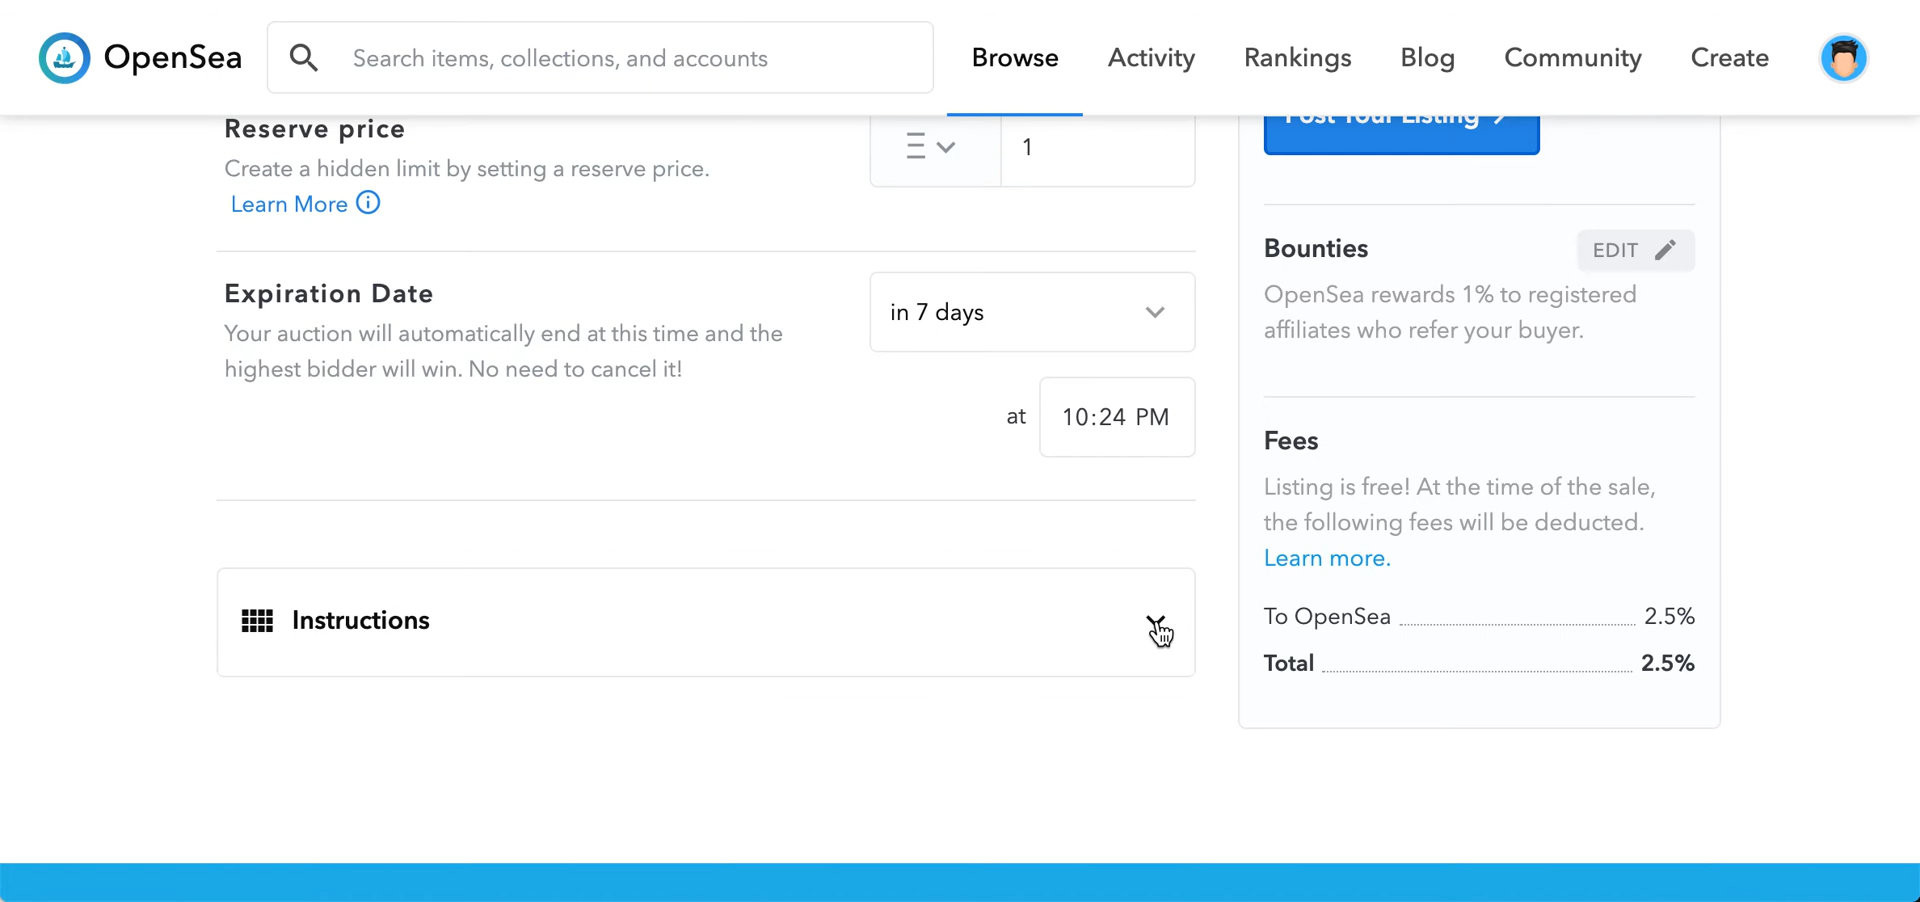 OpenSea
Search items, collections, and accounts
Browse
Activity
Rankings
Blog
Community
Create
Reserve price
Create a hidden limit by setting a reserve price.
Learn More
1
Expiration Date
Your auction will automatically end at this time and the
highest bidder will win. No need to cancel it!
in 7 days
at
10:24 PM
Instructions
Post Your Listing
Bounties
EDIT
OpenSea rewards 1% to registered
affiliates who refer your buyer.
Fees
Listing is free! At the time of the sale,
the following fees will be deducted.
Learn more.
To OpenSea 2.5%
Total 2.5%